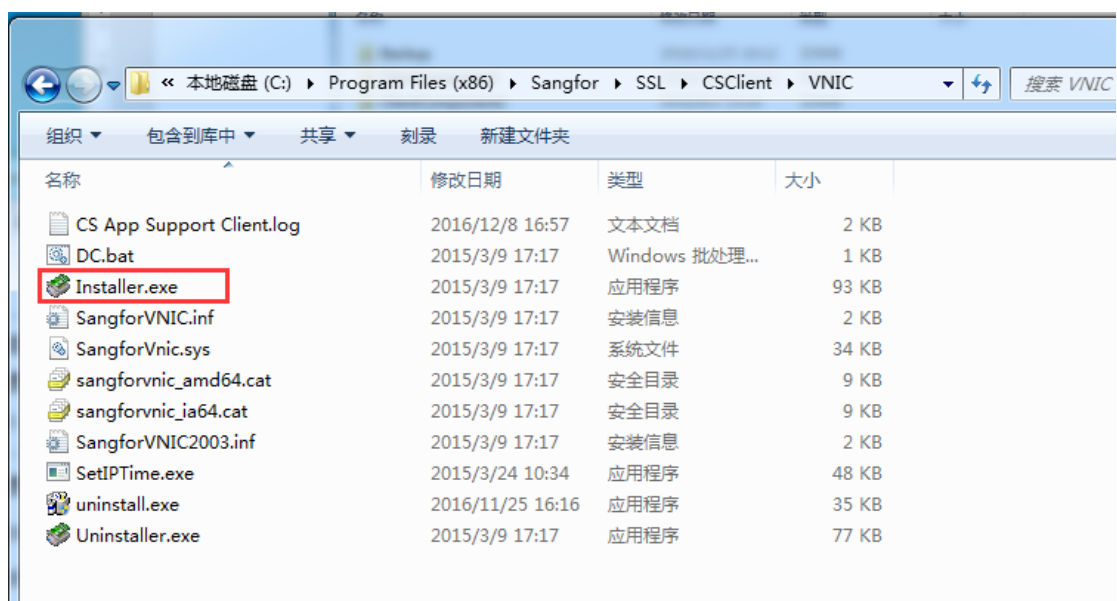 « 本地磁盘 (C:) ▸ Program Files (x86) ▸ Sangfor ▸ SSL ▸ CSClient ▸ VNIC 搜索 VNIC
组织 包含到库中 共享 刻录 新建文件夹
名称 修改日期 类型 大小
CS App Support Client.log 2016/12/8 16:57 文本文档 2 KB
DC.bat 2015/3/9 17:17 Windows 批处理... 1 KB
Installer.exe 2015/3/9 17:17 应用程序 93 KB
SangforVNIC.inf 2015/3/9 17:17 安装信息 2 KB
SangforVnic.sys 2015/3/9 17:17 系统文件 34 KB
sangforvnic_amd64.cat 2015/3/9 17:17 安全目录 9 KB
sangforvnic_ia64.cat 2015/3/9 17:17 安全目录 9 KB
SangforVNIC2003.inf 2015/3/9 17:17 安装信息 2 KB
SetIPTime.exe 2015/3/24 10:34 应用程序 48 KB
uninstall.exe 2016/11/25 16:16 应用程序 35 KB
Uninstaller.exe 2015/3/9 17:17 应用程序 77 KB